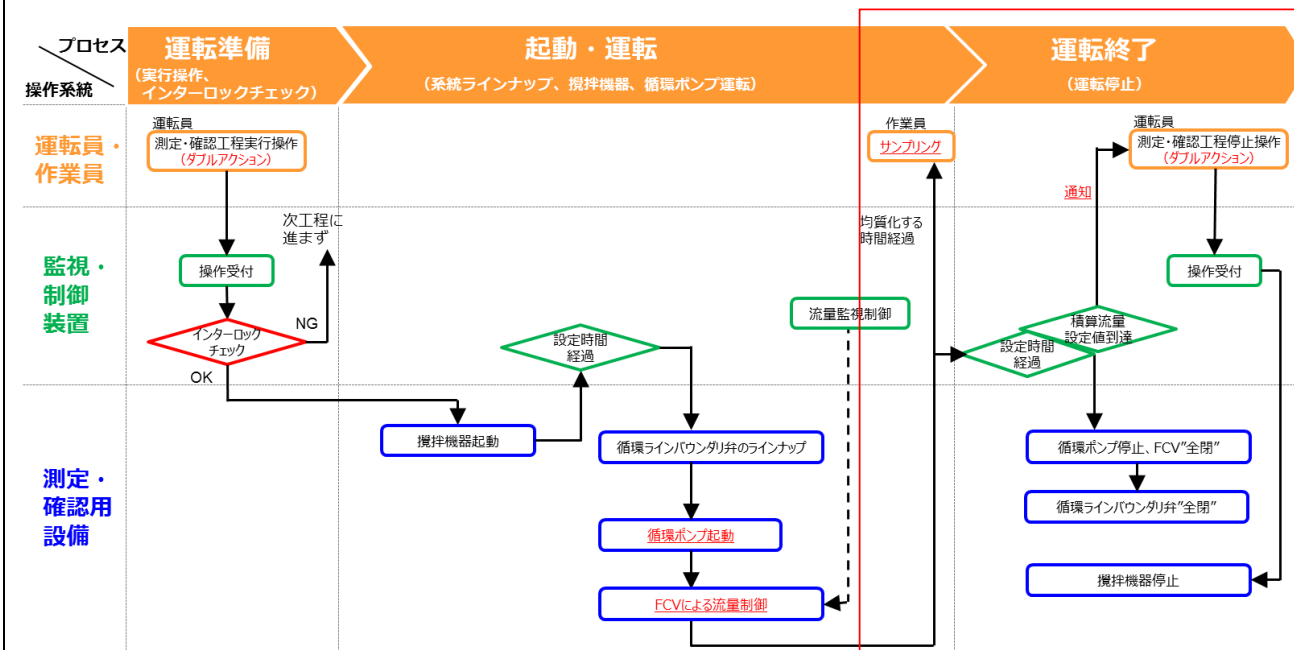 プロセス
操作系統
運転準備
(実行操作、
インターロックチェック)
起動・運転
(系統ラインナップ、攪拌機器、循環ポンプ運転)
運転終了
(運転停止)
運転員・
作業員
運転員
測定・確認工程実行操作
(ダブルアクション)
作業員
サンプリング
運転員
測定・確認工程停止操作
(ダブルアクション)
通知
監視・
制御
装置
次工程に
進まず
操作受付
インターロック
チェック
NG
OK
設定時間
経過
流量監視制御
均質化する
時間経過
設定時間
経過
積算流量
設定値到達
操作受付
測定・
確認用
設備
攪拌機器起動
循環ラインバウンダリ弁のラインナップ
循環ポンプ起動
FCVによる流量制御
循環ポンプ停止、FCV”全閉”
循環ラインバウンダリ弁”全閉”
攪拌機器停止